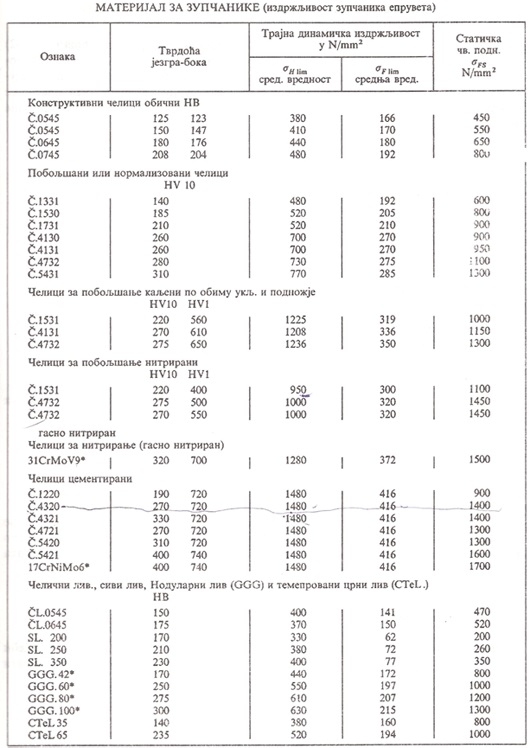 МАТЕРИЈАЛ ЗА ЗУПЧАНИКЕ (издржљивост зупчаника епрувета)
Ознака Тврдоћа језгра-бока Трајна динамичка издржљивост у N/mm² Статичка чв. подн. σFS N/mm²
σH lim сред. вредност σF lim средња вред.
Конструктивни челици обични HB
Č.0545 125 123 380 166 450
Č.0545 150 147 410 170 550
Č.0645 180 176 440 180 650
Č.0745 208 204 480 192 800
Побољшани или нормализовани челици
HV 10
Č.1331 140 480 192 600
Č.1530 185 520 205 800
Č.1731 210 520 210 900
Č.4130 260 700 270 900
Č.4131 260 700 270 950
Č.4732 280 730 275 1100
Č.5431 310 770 285 1300
Челици за побољшање каљени по обиму укљ. и подножје
HV10 HV1
Č.1531 220 560 1225 319 1000
Č.4131 270 610 1208 336 1150
Č.4732 275 650 1236 350 1300
Челици за побољшање нитрирани
HV10 HV1
Č.1531 220 400 950 300 1100
Č.4732 275 500 1000 320 1450
Č.4732 270 550 1000 320 1450
гасно нитриран
Челици за нитрирање (гасно нитриран)
31CrMoV9* 320 700 1280 372 1500
Челици цементирани
Č.1220 190 720 1480 416 900
Č.4320 270 720 1480 416 1400
Č.4321 330 720 1480 416 1400
Č.4721 270 720 1480 416 1300
Č.5420 310 720 1480 416 1300
Č.5421 400 740 1480 416 1600
17CrNiMo6* 400 740 1480 416 1700
Челични лив., сиви лив, Нодуларни лив (GGG) и темепровани црни лив (CTeL.)
HB
ČL.0545 150 400 141 470
ČL.0645 175 370 150 520
SL. 200 170 330 62 200
SL. 250 210 380 72 260
SL. 350 230 400 77 350
GGG.42* 170 440 172 800
GGG.60* 250 550 197 1000
GGG.80* 275 610 207 1200
GGG.100* 300 630 215 1300
CTeL 35 140 380 160 800
CTeL 65 235 520 194 1000